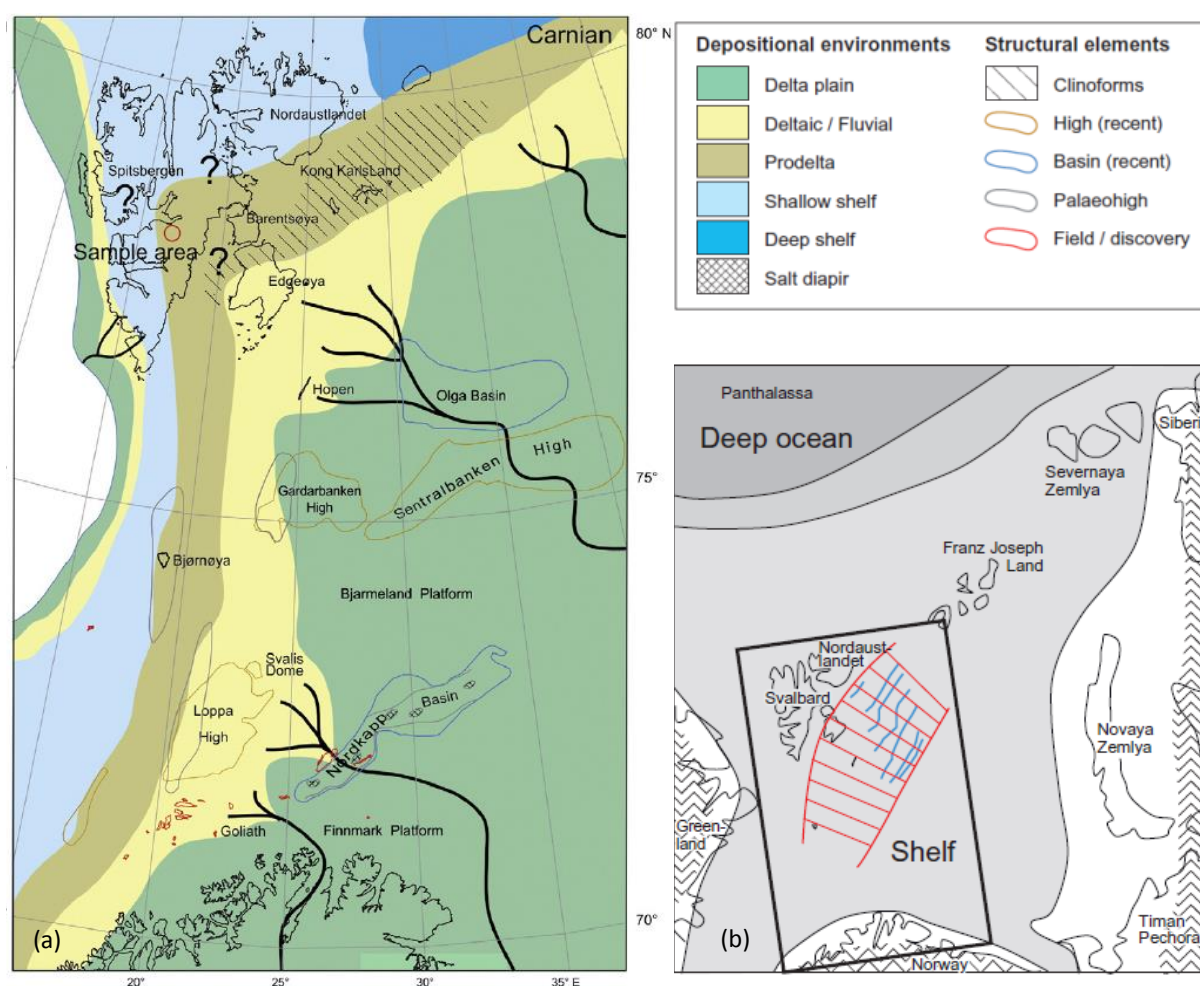 Carnian
80° N
Nordaustlandet
Spitsbergen
?
?
Kong KarlsLand
Barentsøya
Sample area
?
Edgeøya
Hopen
Olga Basin
High
Sentralbanken
75°
Gardarbanken
High
Bjørnøya
Bjarmeland Platform
Svalis
Dome
Loppa
High
Basin
Nordkapp
Goliath
Finnmark Platform
70°
(a)
20°
25°
30°
35° E
Depositional environments
Delta plain
Deltaic / Fluvial
Prodelta
Shallow shelf
Deep shelf
Salt diapir
Structural elements
Clinoforms
High (recent)
Basin (recent)
Palaeohigh
Field / discovery
Panthalassa
Deep ocean
Siberi
Severnaya
Zemlya
Franz Joseph
Land
Nordaust-
landet
Svalbard
Novaya
Zemlya
Green-
land
Shelf
Timan
Pechora
(b)
Norway